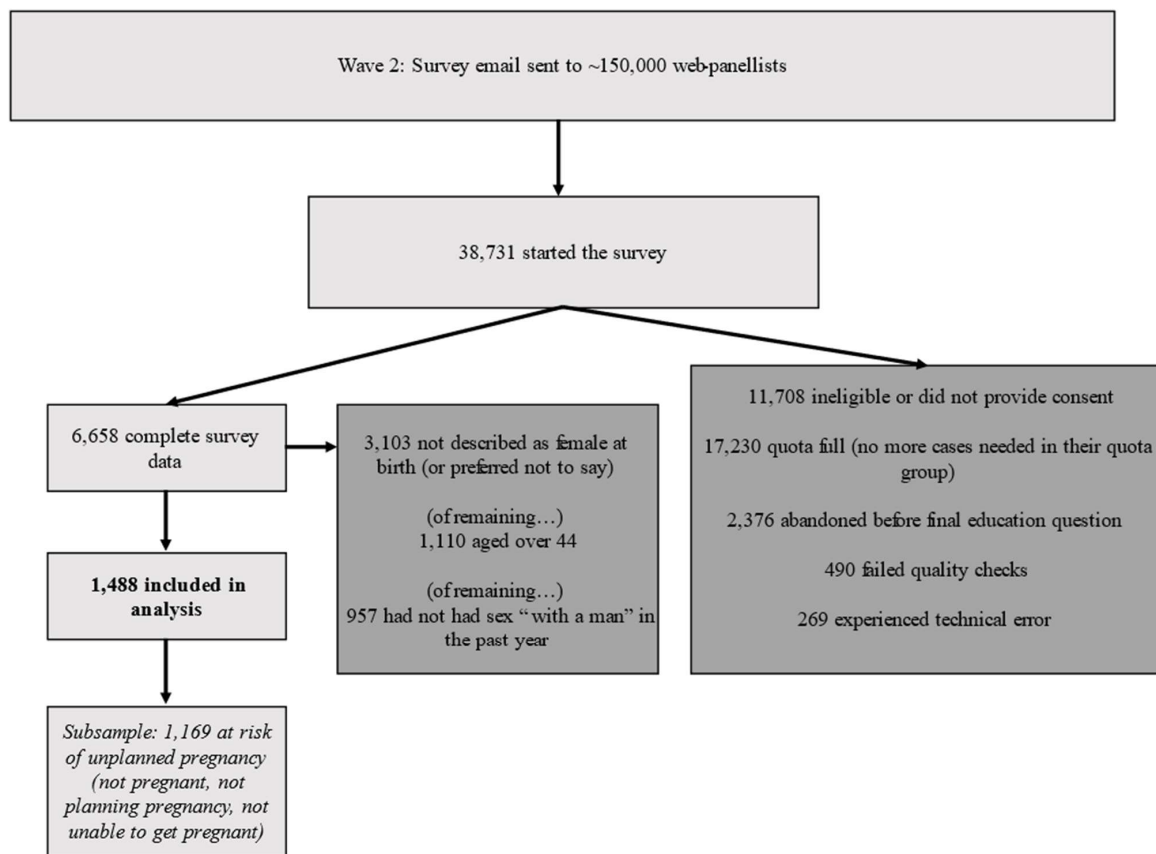 Wave 2: Survey email sent to ~150,000 web-panellists
38,731 started the survey
6,658 complete survey
data
3,103 not described as female at
birth (or preferred not to say)
(of remaining…)
1,110 aged over 44
(of remaining…)
957 had not had sex “with a man” in
the past year
11,708 ineligible or did not provide consent
17,230 quota full (no more cases needed in their quota
group)
2,376 abandoned before final education question
490 failed quality checks
269 experienced technical error
1,488 included in
analysis
Subsample: 1,169 at risk
of unplanned pregnancy
(not pregnant, not
planning pregnancy, not
unable to get pregnant)